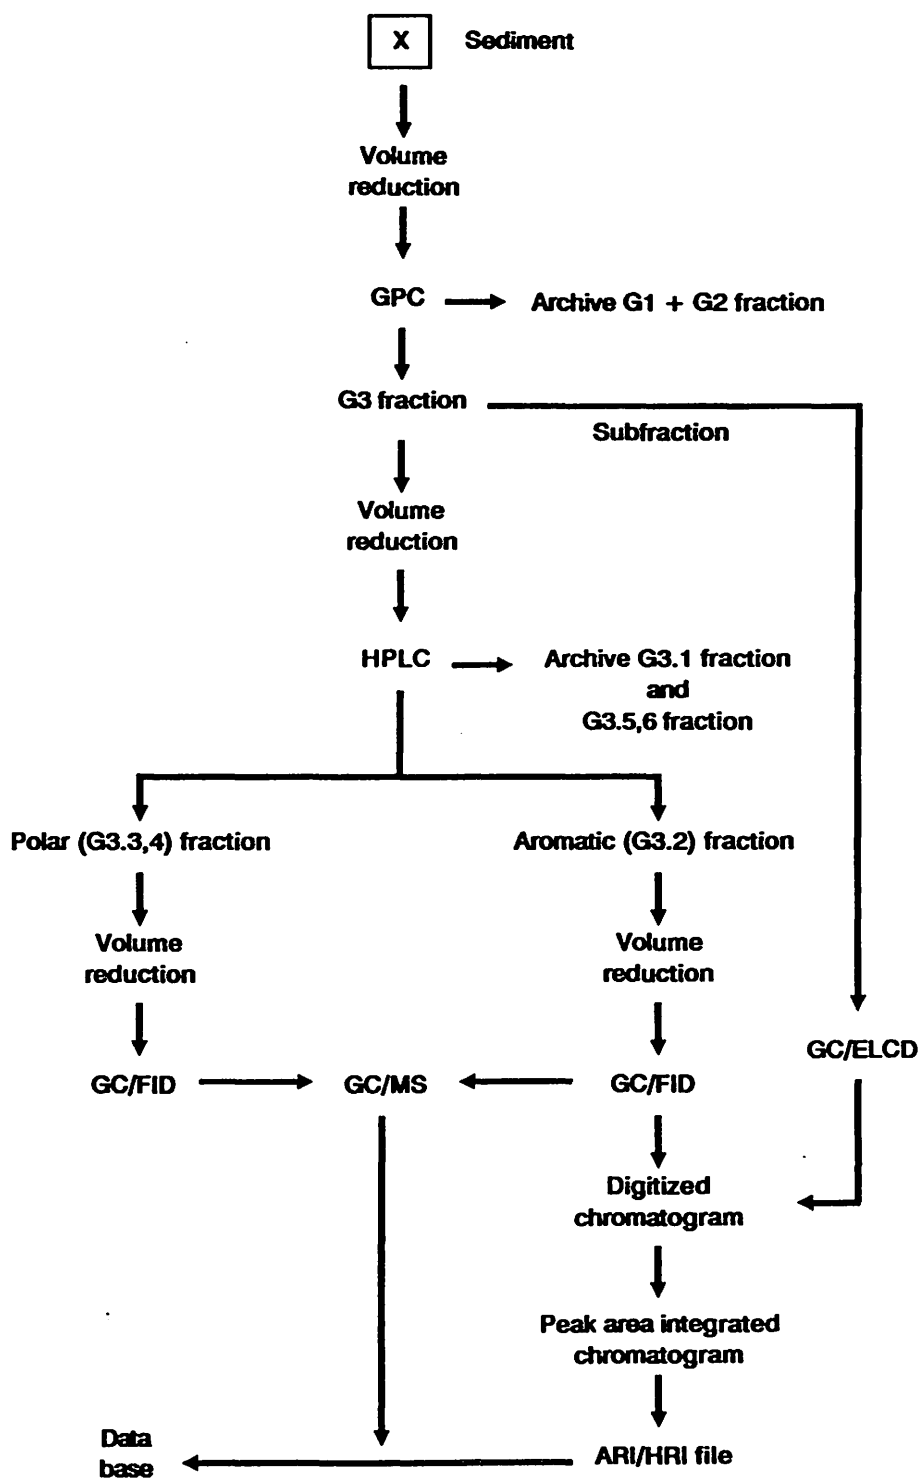 X Sediment
Volume
reduction
GPC Archive G1 + G2 fraction
G3 fraction
Subfraction
Volume
reduction
HPLC Archive G3.1 fraction
and
G3.5,6 fraction
Polar (G3.3,4) fraction Aromatic (G3.2) fraction
Volume
reduction
Volume
reduction
GC/ELCD
GC/FID GC/MS GC/FID
Digitized
chromatogram
Peak area integrated
chromatogram
Data
base
ARI/HRI file